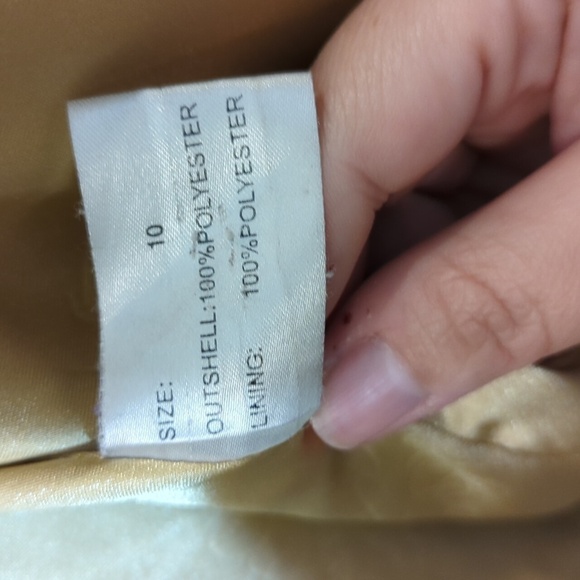 SIZE: 10
OUTSHELL:100%POLYESTER
LINING: 100%POLYESTER